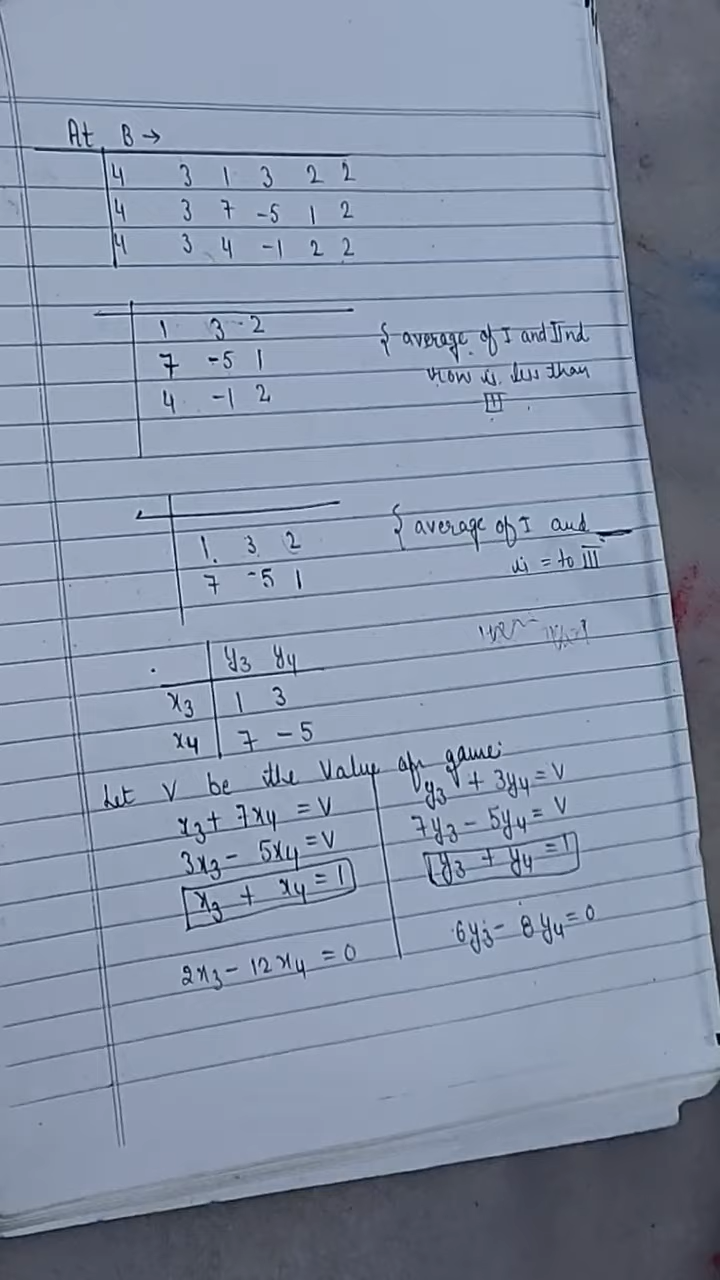 At B →
4 3 1 3 2 2
4 3 7 -5 1 2
4 3 4 -1 2 2
1 3 -2
7 -5 1
4 -1 2
{ average of I and IInd
row is less than
III
1 3 2
7 -5 1
{ average of I and
is = to III
y₃ y₄
x₃ 1 3
x₄ 7 -5
Let V be the Value of game.
x₃ + 7x₄ = V
3x₃ - 5x₄ = V
x₃ + x₄ = 1
2x₃ - 12x₄ = 0
y₃ + 3y₄ = V
7y₃ - 5y₄ = V
y₃ + y₄ = 1
6y₃ - 8y₄ = 0